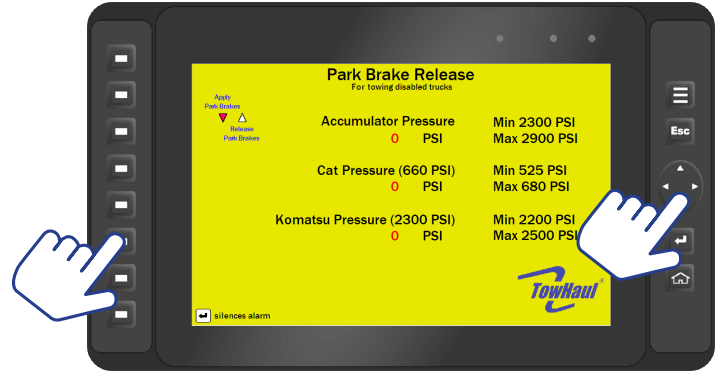 Park Brake Release
For towing disabled trucks
Apply
Park Brakes
Release
Park Brakes
Accumulator Pressure
0 PSI
Min 2300 PSI
Max 2900 PSI
Cat Pressure (660 PSI)
0 PSI
Min 525 PSI
Max 680 PSI
Komatsu Pressure (2300 PSI)
0 PSI
Min 2200 PSI
Max 2500 PSI
TowHaul®
silences alarm
Esc